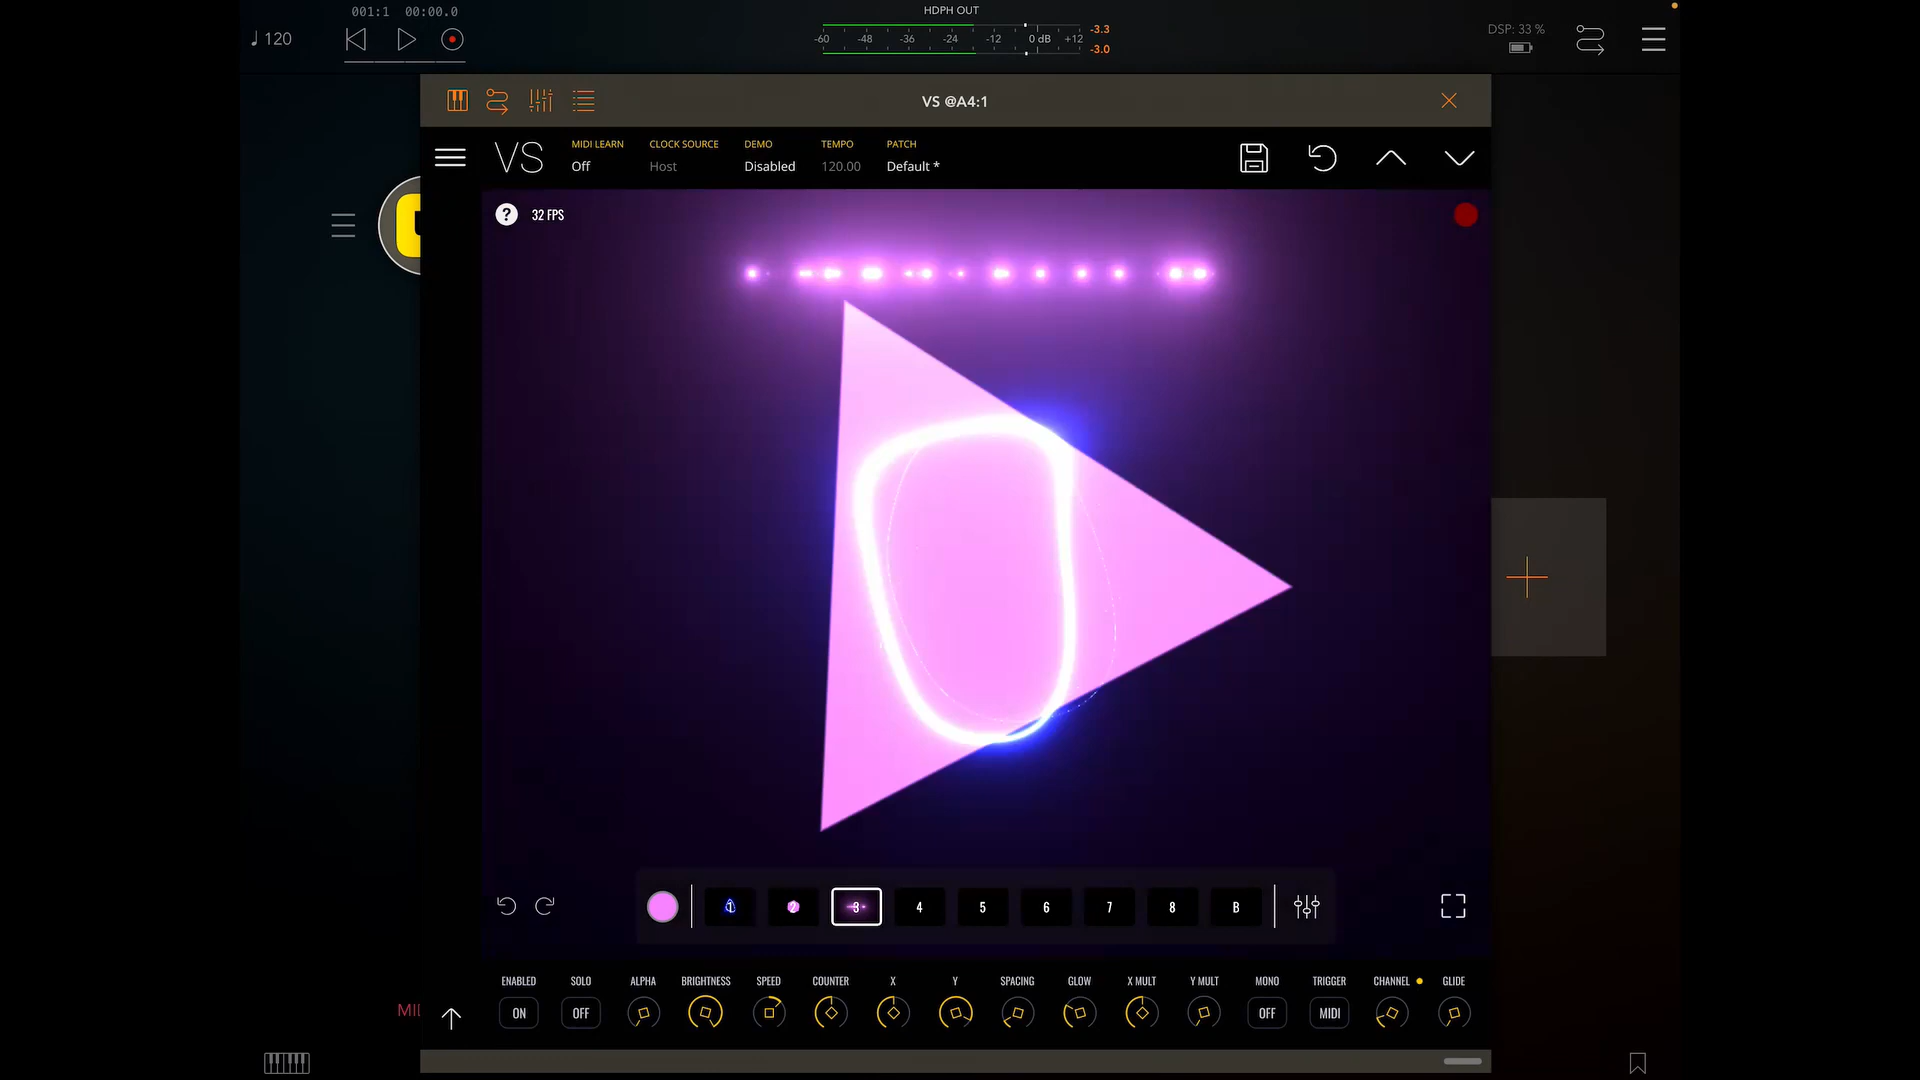 001:1 00:00.0
♩120
HDPH OUT
-60 -48 -36 -24 -12 0 dB +12
-3.3
-3.0
DSP: 33 %
VS @A4:1
VS
MIDI LEARN
Off
CLOCK SOURCE
Host
DEMO
Disabled
TEMPO
120.00
PATCH
Default *
? 32 FPS
1 2 3 4 5 6 7 8 B
ENABLED SOLO ALPHA BRIGHTNESS SPEED COUNTER X Y SPACING GLOW X MULT Y MULT MONO TRIGGER CHANNEL GLIDE
ON OFF OFF MIDI